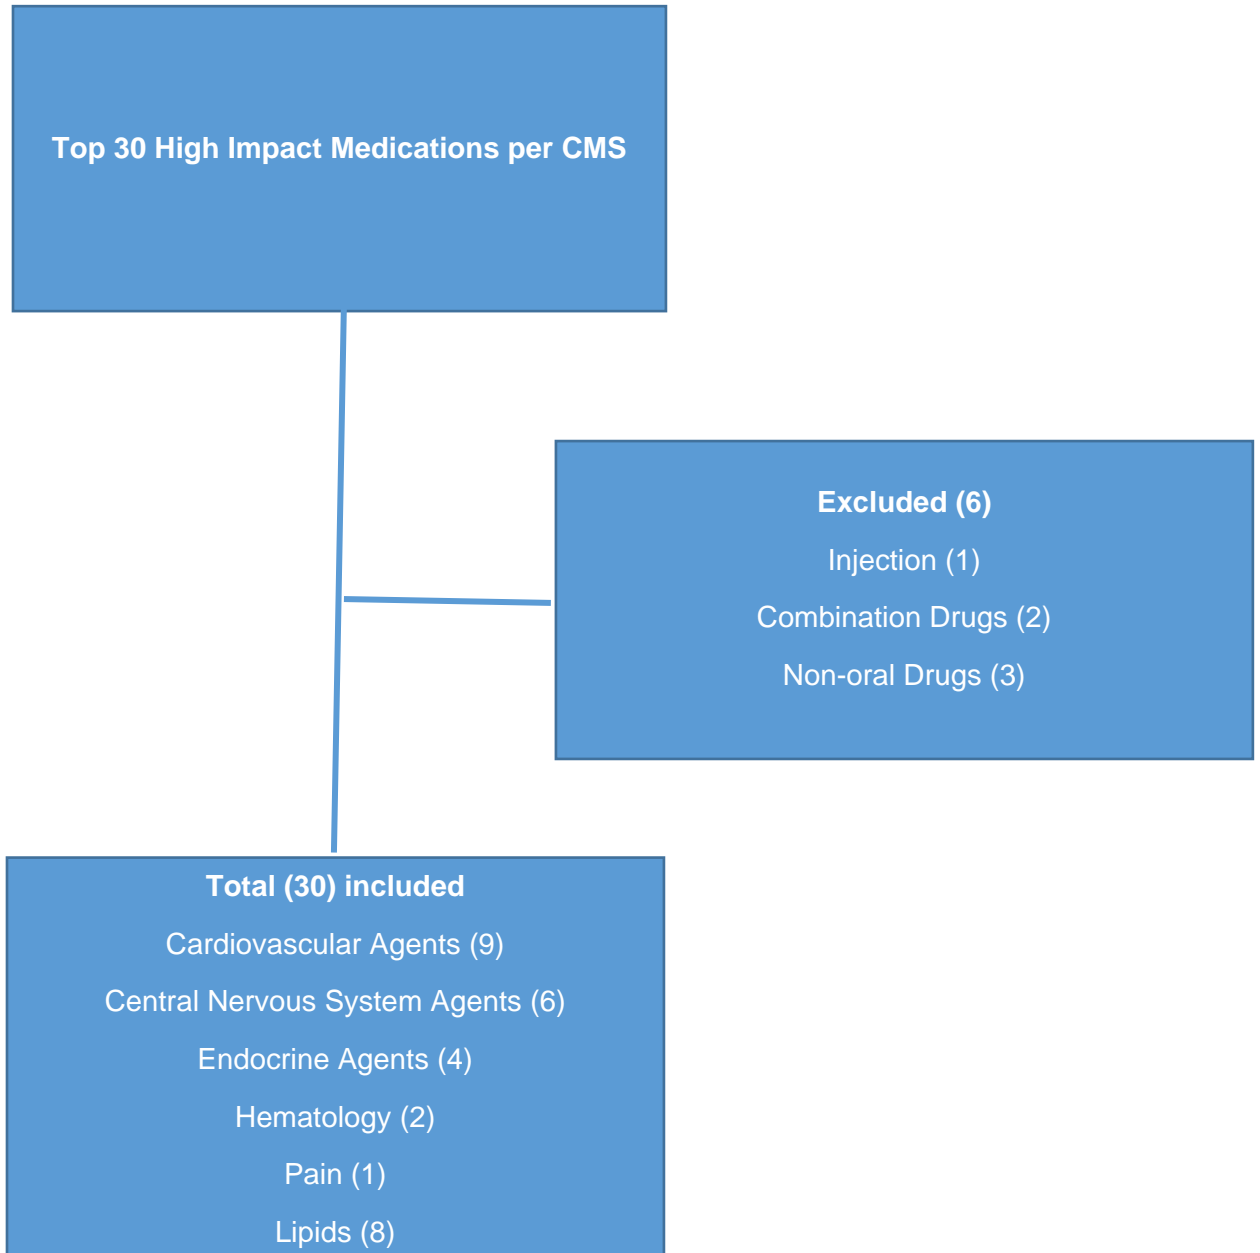 Top 30 High Impact Medications per CMS
Excluded (6)
Injection (1)
Combination Drugs (2)
Non-oral Drugs (3)
Total (30) included
Cardiovascular Agents (9)
Central Nervous System Agents (6)
Endocrine Agents (4)
Hematology (2)
Pain (1)
Lipids (8)